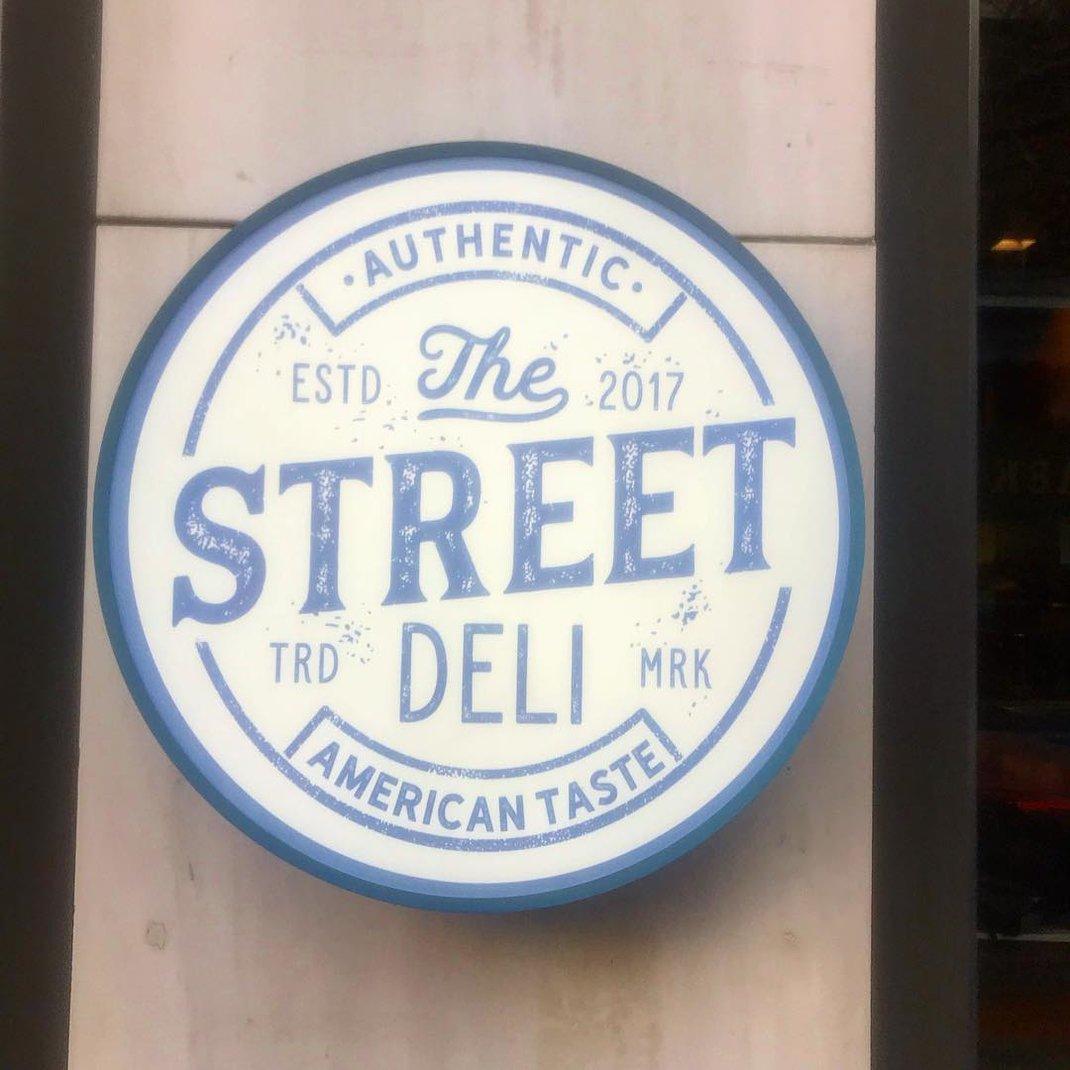 · AUTHENTIC ·
ESTD The 2017
STREET
TRD DELI MRK
AMERICAN TASTE